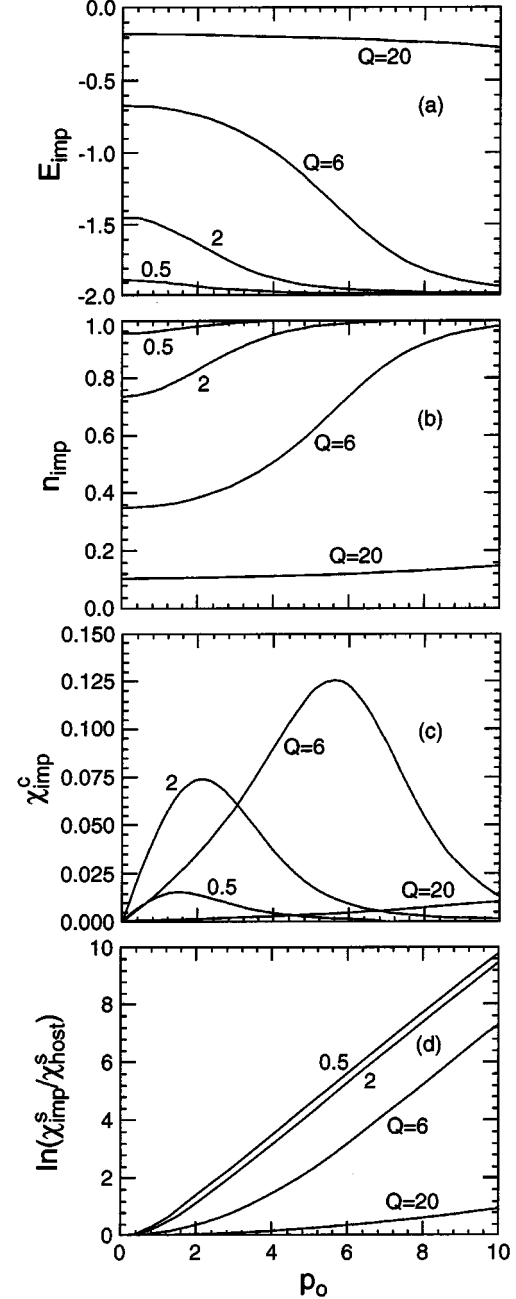 0.0
Q=20
-0.5
(a)
E_imp
-1.0
Q=6
-1.5
2
0.5
-2.0
1.0
0.5
2
0.8
(b)
n_imp
0.6
Q=6
0.4
0.2
Q=20
0.0
0.150
0.125
(c)
0.100
Q=6
χ^c_imp
0.075
2
0.050
0.5
0.025
Q=20
0.000
10
8
(d)
0.5
2
ln(χ^s_imp/χ^s_host)
6
4
Q=6
2
Q=20
0
0 2 4 6 8 10
p_o